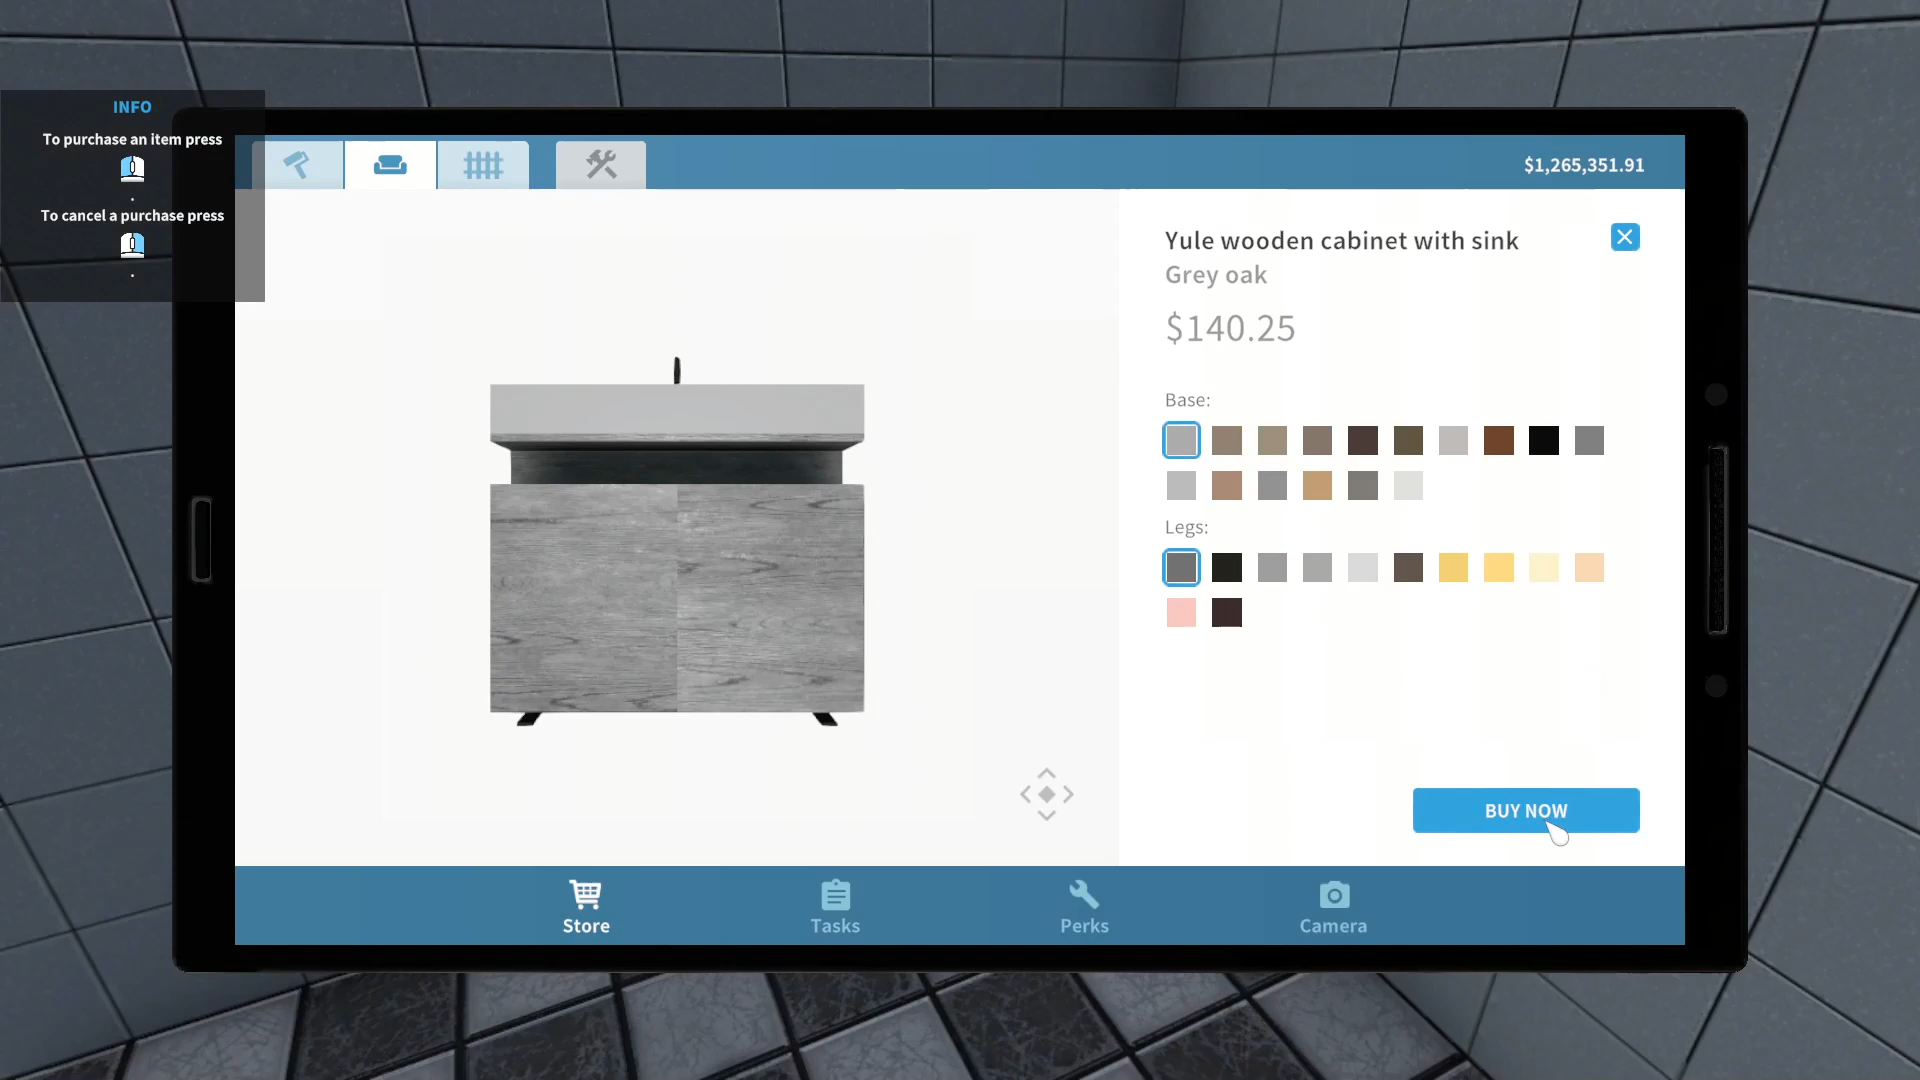 INFO
To purchase an item press
.
To cancel a purchase press
.
$1,265,351.91
Yule wooden cabinet with sink
Grey oak
$140.25
Base:
Legs:
BUY NOW
Store
Tasks
Perks
Camera